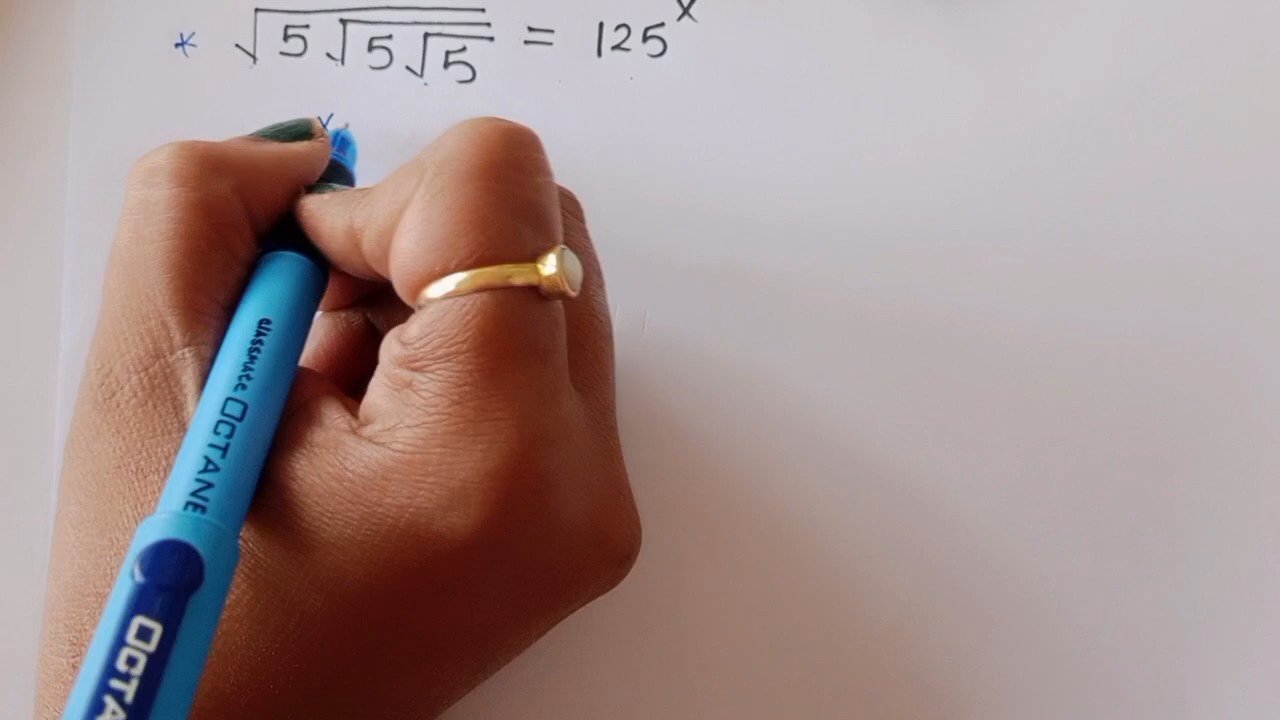 * √5√5√5 = 125^x
x
classmate OCTANE
OCTA